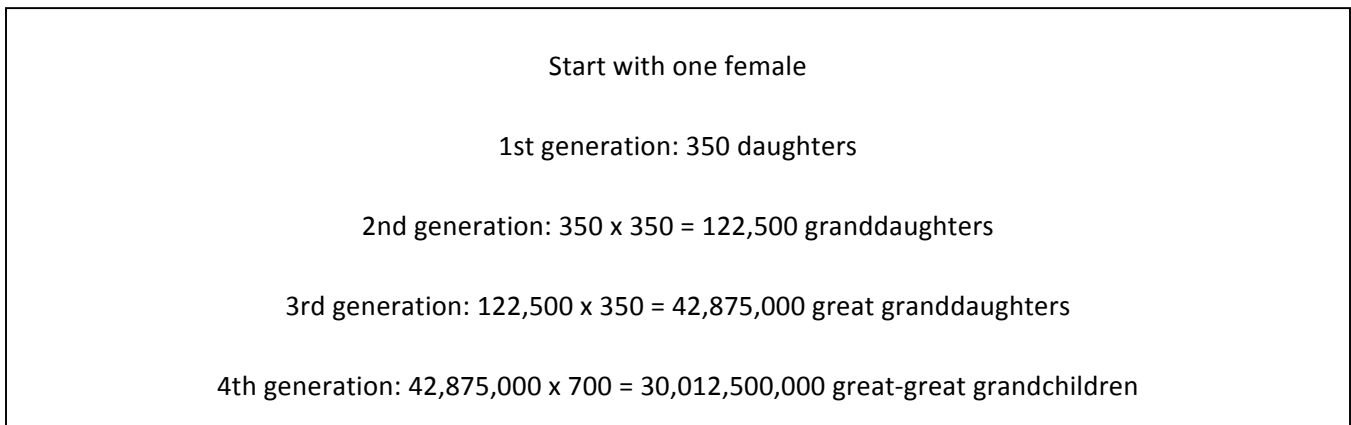 Start with one female
1st generation: 350 daughters
2nd generation: 350 x 350 = 122,500 granddaughters
3rd generation: 122,500 x 350 = 42,875,000 great granddaughters
4th generation: 42,875,000 x 700 = 30,012,500,000 great-great grandchildren